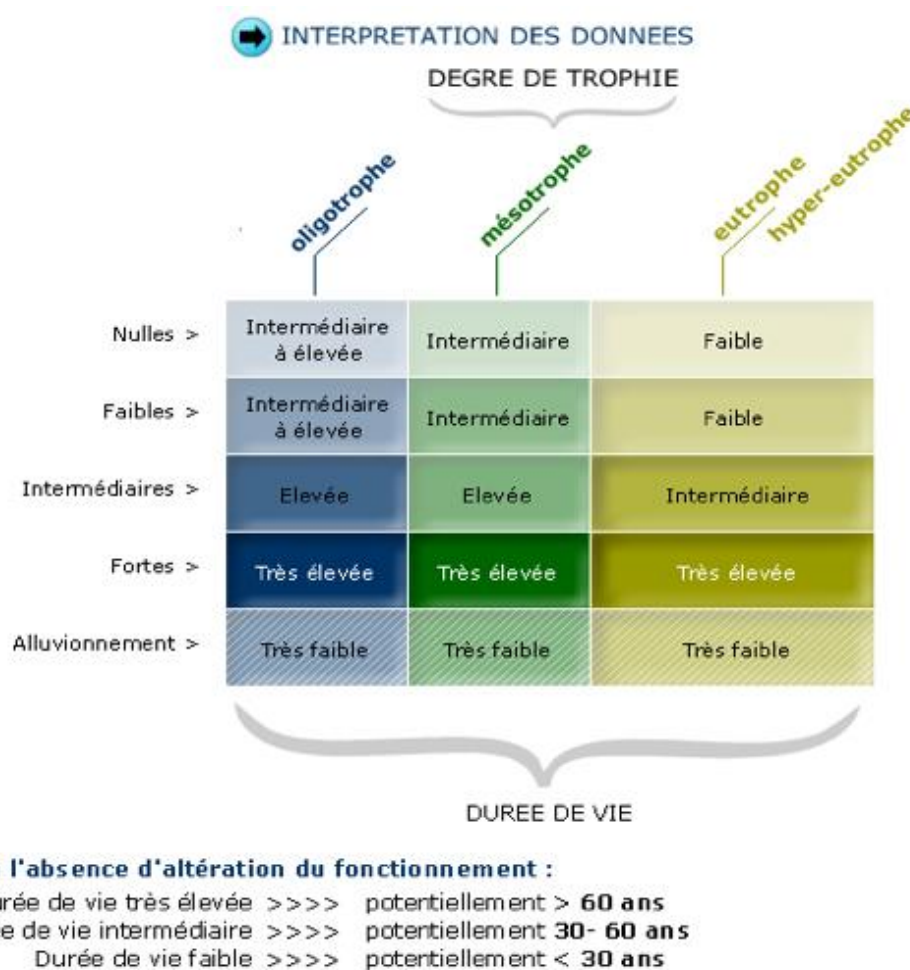 INTERPRETATION DES DONNEES
DEGRE DE TROPHIE
oligotrophe
mésotrophe
eutrophe
hyper-eutrophe
Nulles >
Intermédiaire
à élevée
Intermédiaire
Faible
Faibles >
Intermédiaire
à élevée
Intermédiaire
Faible
Intermédiaires >
Elevée
Elevée
Intermédiaire
Fortes >
Très élevée
Très élevée
Très élevée
Alluvionnement >
Très faible
Très faible
Très faible
DUREE DE VIE
l'absence d'altération du fonctionnement :
rée de vie très élevée >>>> potentiellement > 60 ans
e de vie intermédiaire >>>> potentiellement 30- 60 ans
Durée de vie faible >>>> potentiellement < 30 ans